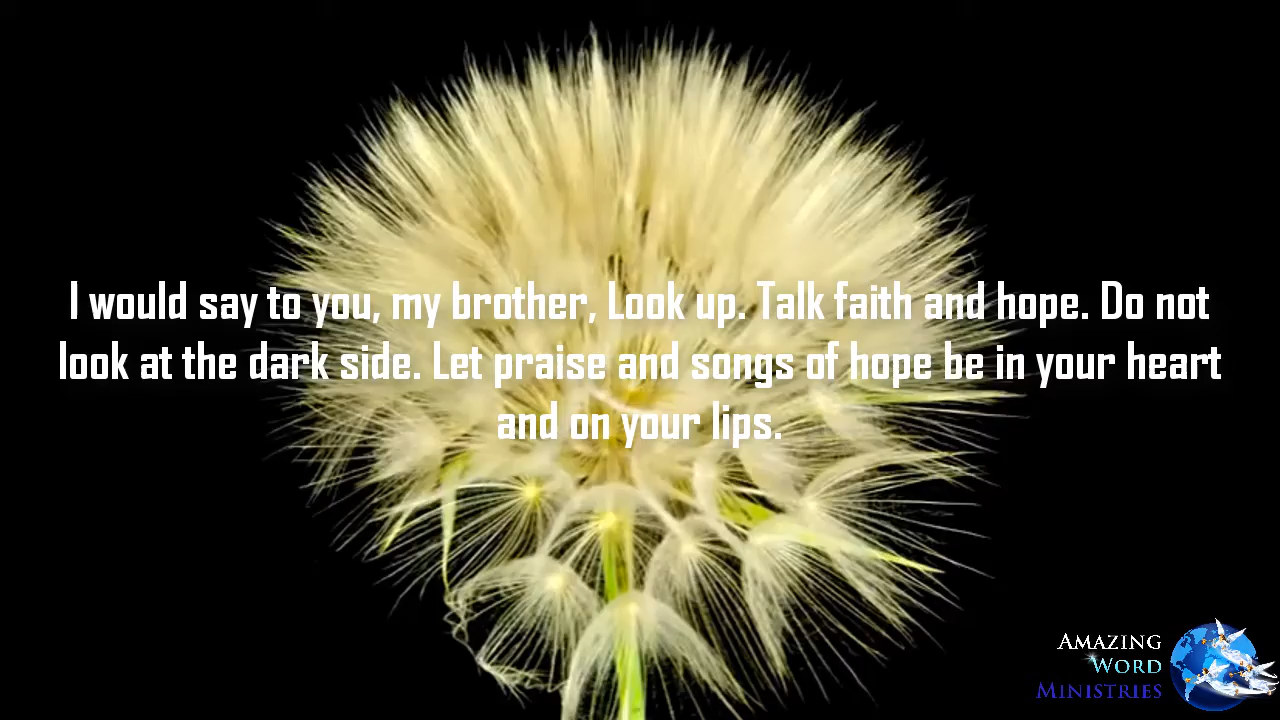 I would say to you, my brother, Look up. Talk faith and hope. Do not
look at the dark side. Let praise and songs of hope be in your heart
and on your lips.
Amazing
Word
Ministries